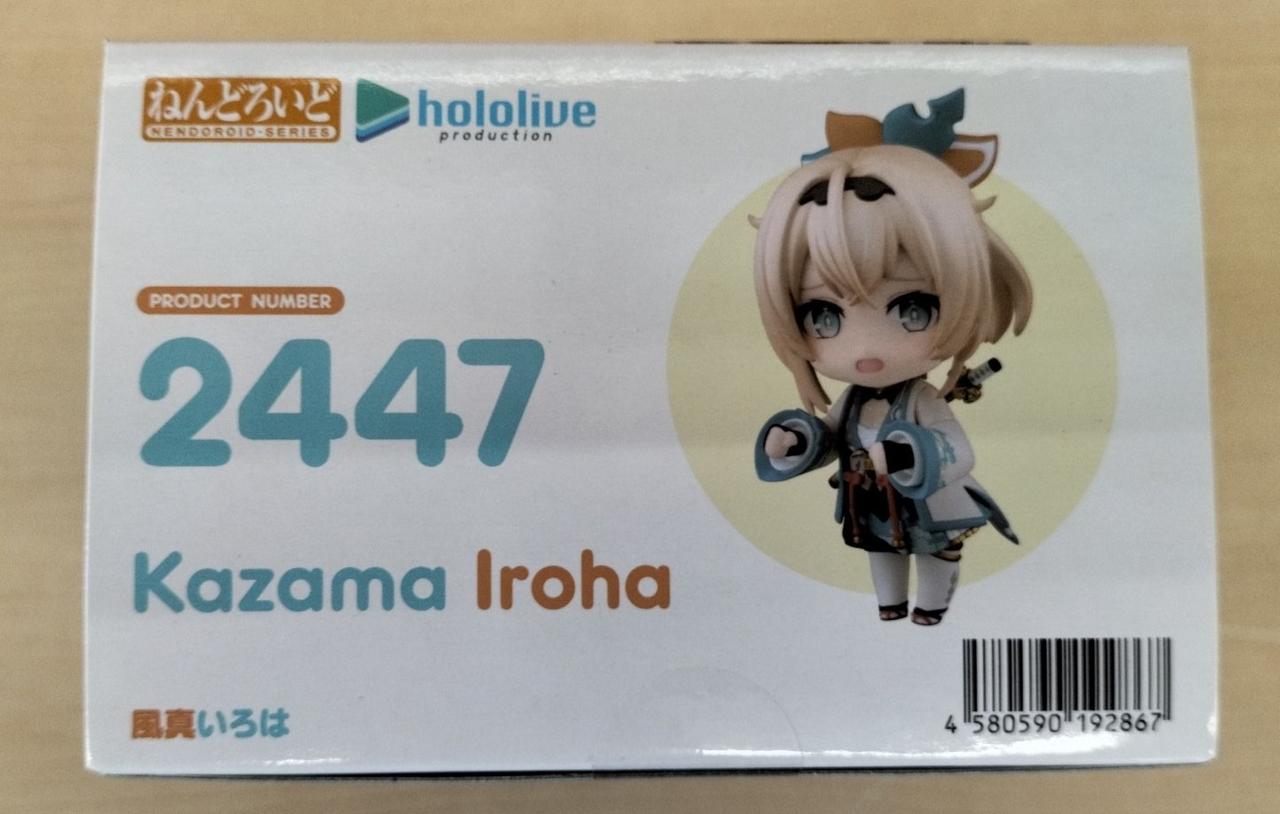 ねんどろいど
NENDOROID·SERIES
hololive
production
PRODUCT NUMBER
2447
Kazama Iroha
風真いろは
4 580590 192867